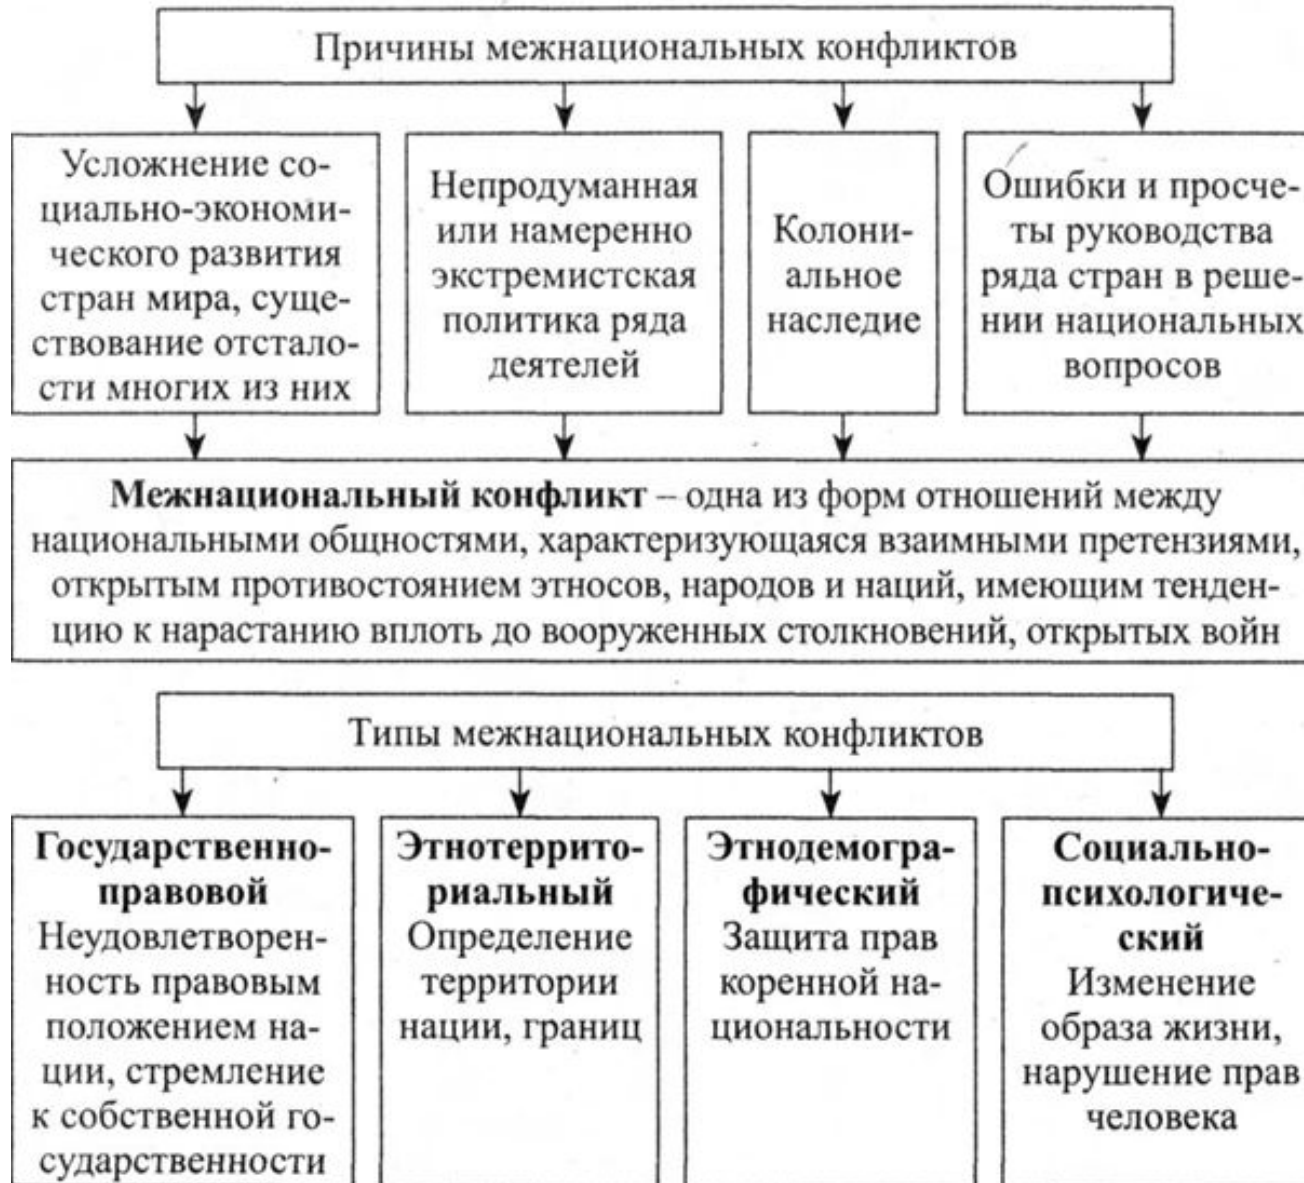 Причины межнациональных конфликтов
Усложнение со-
циально-экономи-
ческого развития
стран мира, суще-
ствование отстало-
сти многих из них
Непродуманная
или намеренно
экстремистская
политика ряда
деятелей
Колони-
альное
наследие
Ошибки и просче-
ты руководства
ряда стран в реше-
нии национальных
вопросов
Межнациональный конфликт – одна из форм отношений между
национальными общностями, характеризующаяся взаимными претензиями,
открытым противостоянием этносов, народов и наций, имеющим тенден-
цию к нарастанию вплоть до вооруженных столкновений, открытых войн
Типы межнациональных конфликтов
Государственно-
правовой
Неудовлетворен-
ность правовым
положением на-
ции, стремление
к собственной го-
сударственности
Этнотеррито-
риальный
Определение
территории
нации, границ
Этнодемогра-
фический
Защита прав
коренной на-
циональности
Социально-
психологиче-
ский
Изменение
образа жизни,
нарушение прав
человека